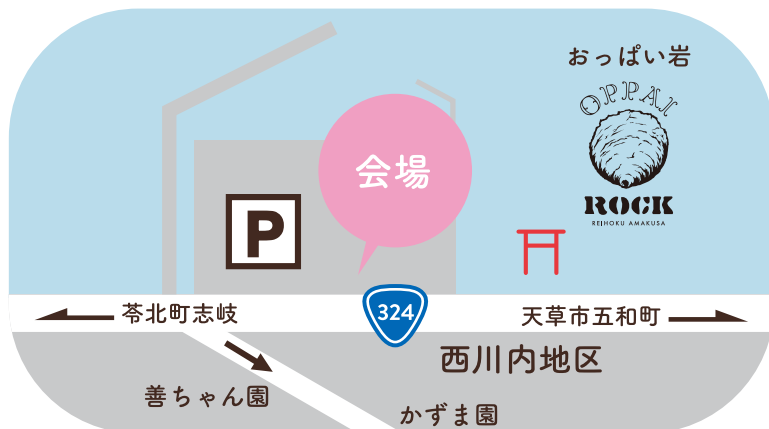 おっぱい岩
OPPAI
ROCK
REIHOKU AMAKUSA
会場
P
324
苓北町志岐
天草市五和町
西川内地区
善ちゃん園
かずま園